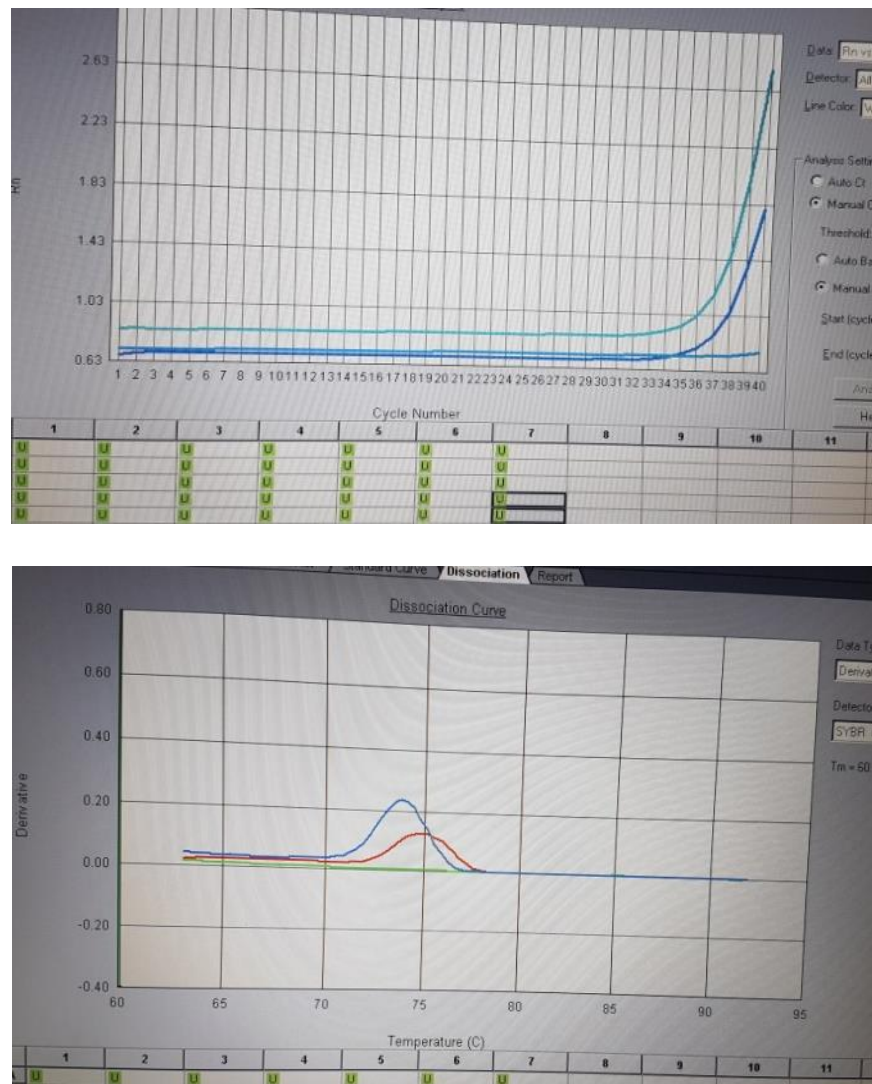 2.63
2.23
1.83
1.43
1.03
0.63
Rn
1 2 3 4 5 6 7 8 9 10 11 12 13 14 15 16 17 18 19 20 21 22 23 24 25 26 27 28 29 30 31 32 33 34 35 36 37 38 39 40
Cycle Number
Data: Rn v
Detector: All
Line Color:
Analysis Setti
Auto Ct
Manual C
Threshold:
Auto Ba
Manual
Start (cycle
End (cycle
Ana
He
1 2 3 4 5 6 7 8 9 10 11
U U U U U U U
U U U U U U U
U U U U U U U
U U U U U U U
U U U U U U U
Standard Curve Dissociation Report
Dissociation Curve
0.80
0.60
0.40
0.20
0.00
-0.20
-0.40
Derivative
60 65 70 75 80 85 90 95
Temperature (C)
Data T
Deriva
Detecto
SYBR
Tm = 60
1 2 3 4 5 6 7 8 9 10 11
A U U U U U U U